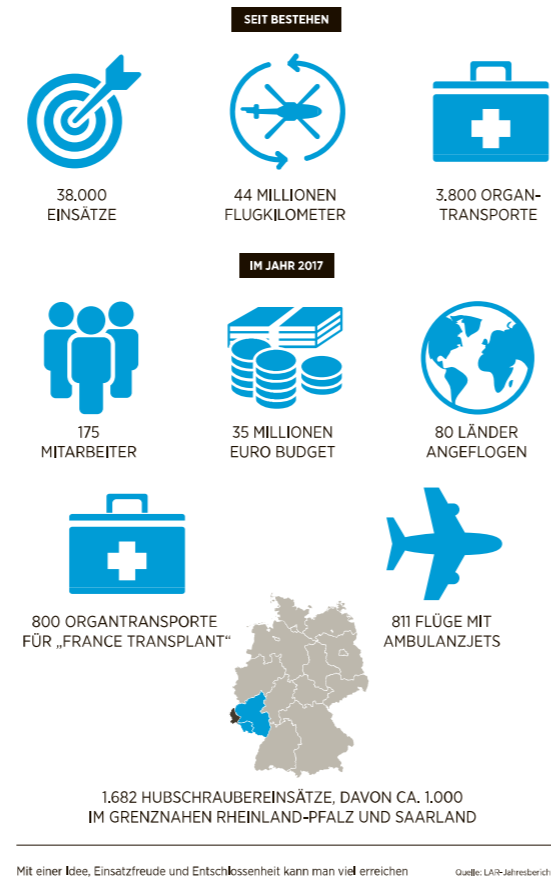 SEIT BESTEHEN
38.000
EINSÄTZE
44 MILLIONEN
FLUGKILOMETER
3.800 ORGAN-
TRANSPORTE
IM JAHR 2017
175
MITARBEITER
35 MILLIONEN
EURO BUDGET
80 LÄNDER
ANGEFLOGEN
800 ORGANTRANSPORTE
FÜR „FRANCE TRANSPLANT“
811 FLÜGE MIT
AMBULANZJETS
1.682 HUBSCHRAUBEREINSÄTZE, DAVON CA. 1.000
IM GRENZNAHEN RHEINLAND-PFALZ UND SAARLAND
Mit einer Idee, Einsatzfreude und Entschlossenheit kann man viel erreichen
Quelle: LAR-Jahresberich